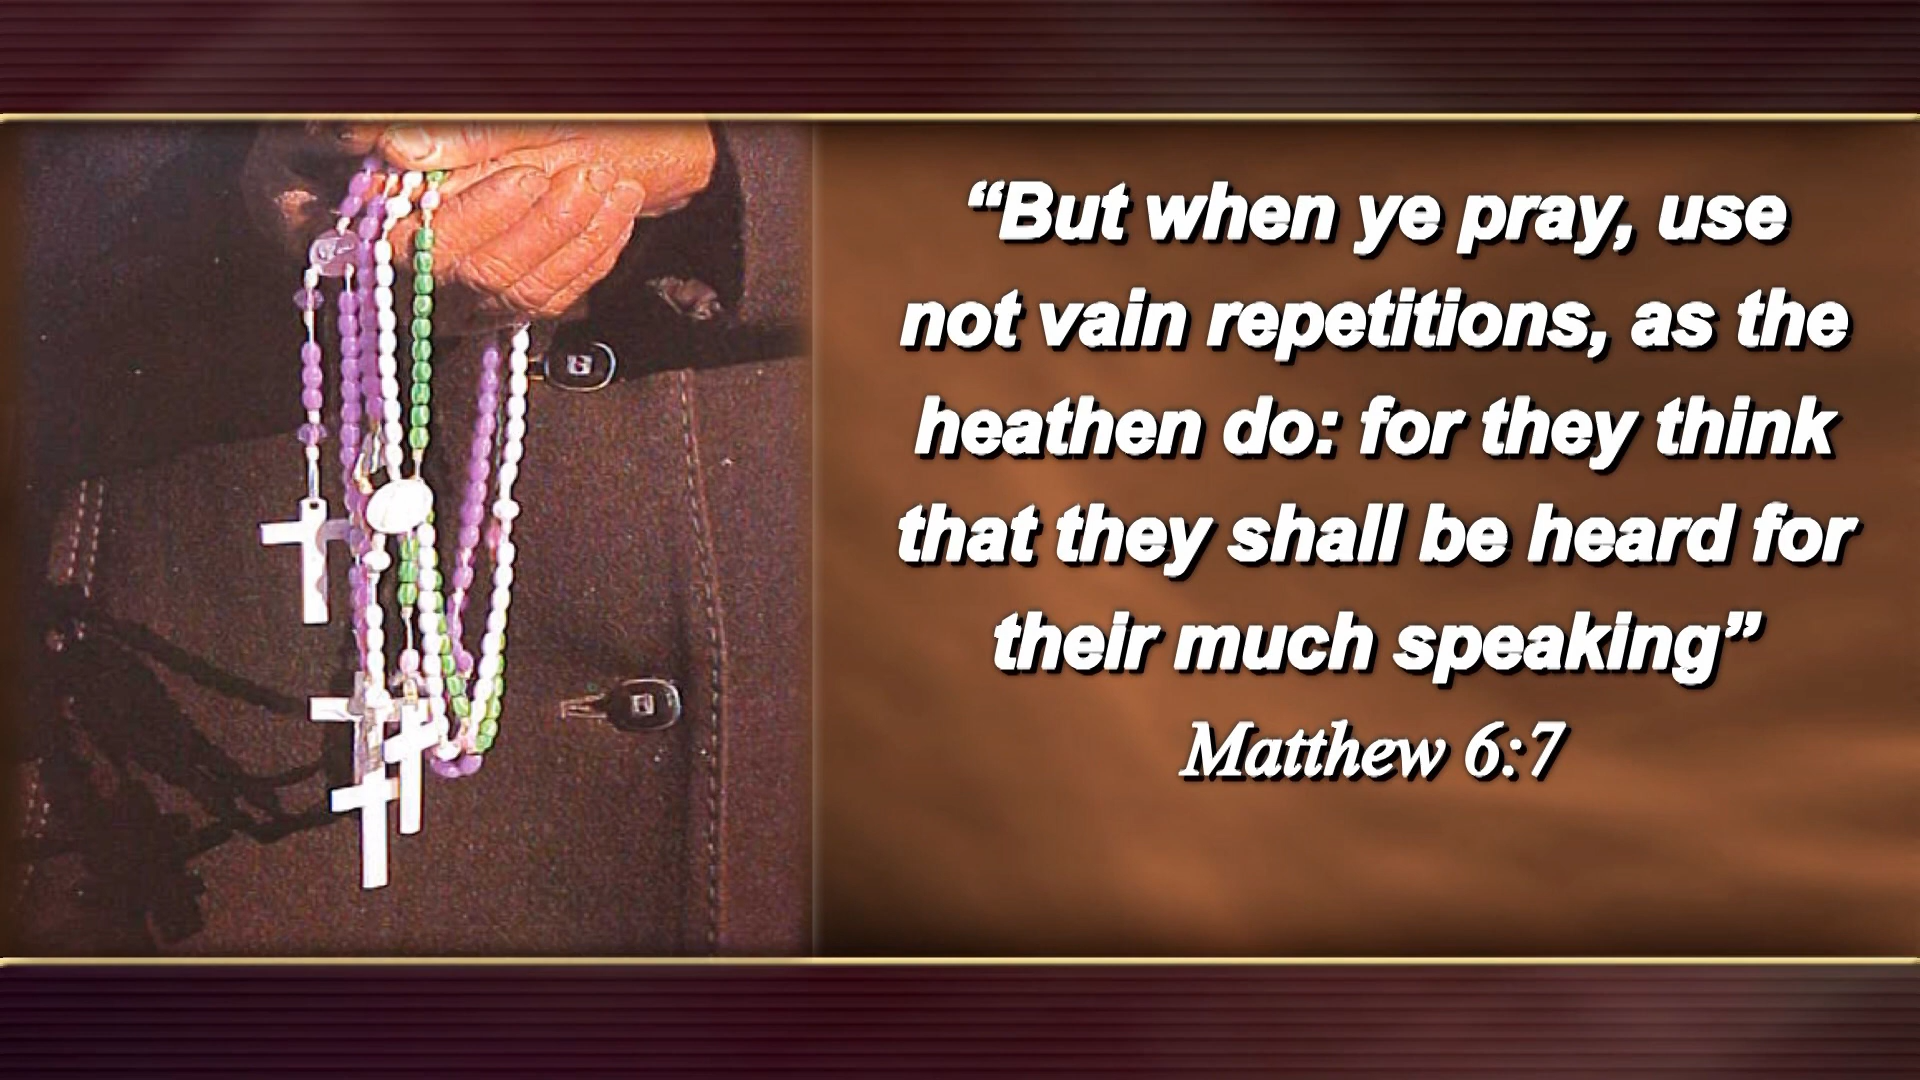 “But when ye pray, use
not vain repetitions, as the
heathen do: for they think
that they shall be heard for
their much speaking”
Matthew 6:7